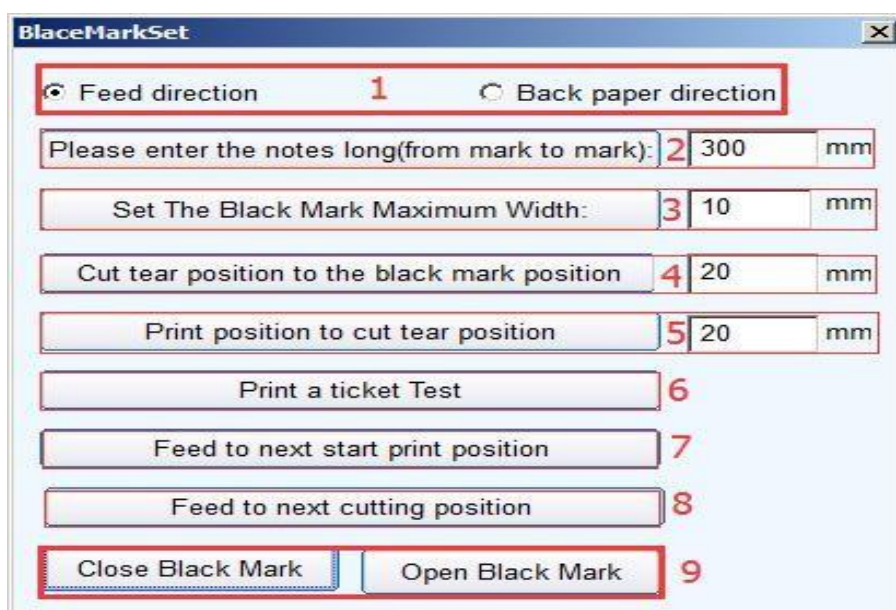 BlaceMarkSet
Feed direction 1 Back paper direction
Please enter the notes long(from mark to mark): 2 300 mm
Set The Black Mark Maximum Width: 3 10 mm
Cut tear position to the black mark position 4 20 mm
Print position to cut tear position 5 20 mm
Print a ticket Test 6
Feed to next start print position 7
Feed to next cutting position 8
Close Black Mark Open Black Mark 9